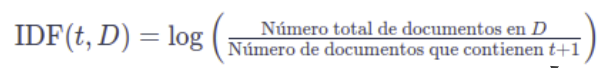 IDF(t, D) = log ( Número total de documentos en D / Número de documentos que contienen t+1 )